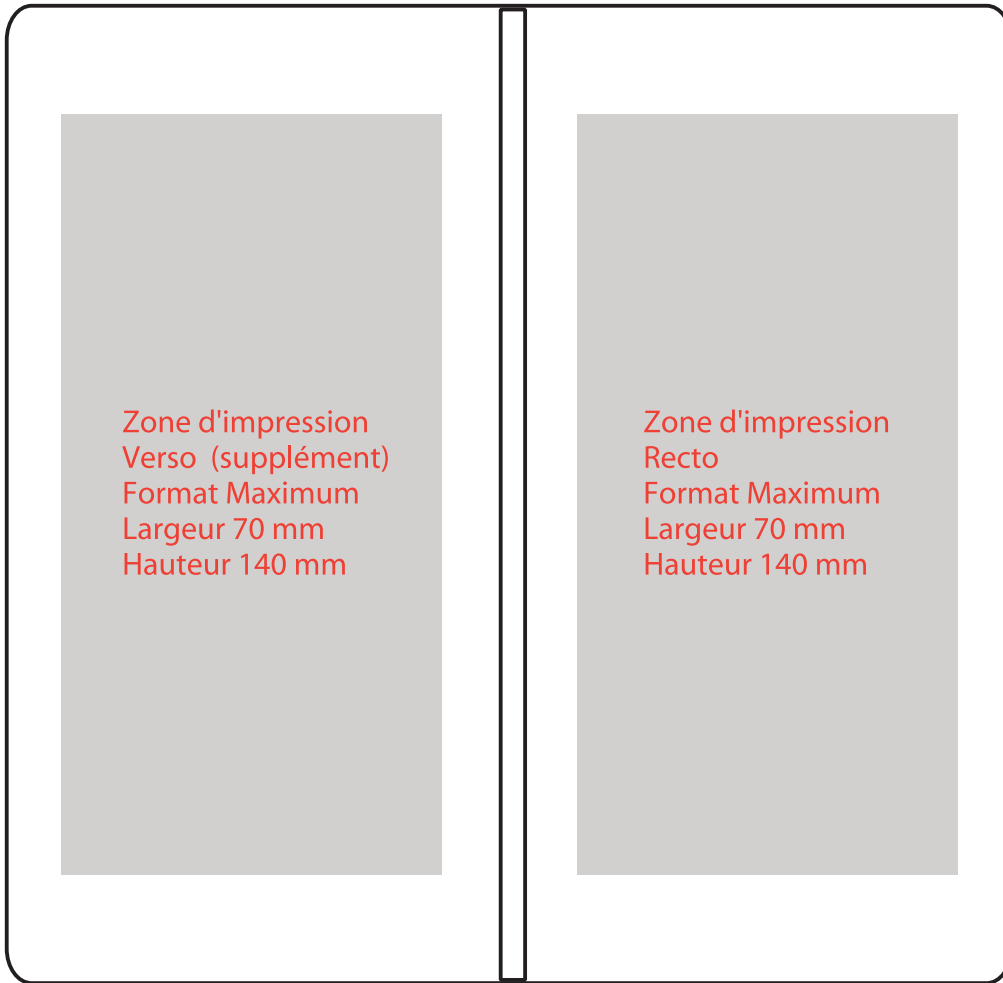 Zone d'impression
Verso  (supplément)
Format Maximum
Largeur 70 mm
Hauteur 140 mm
Zone d'impression
Recto
Format Maximum
Largeur 70 mm
Hauteur 140 mm